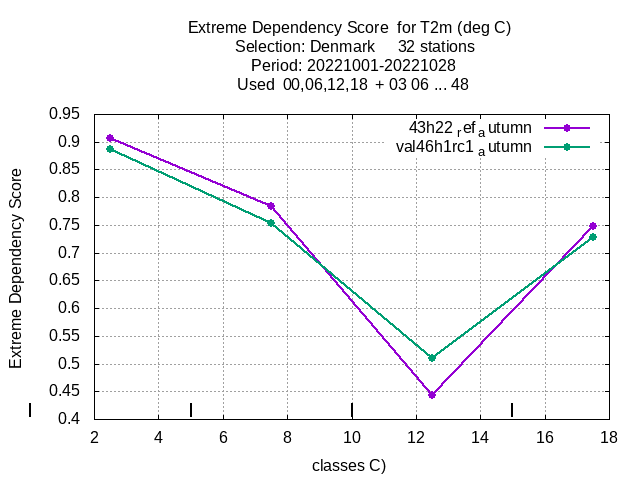 Extreme Dependency Score for T2m (deg C)
Selection: Denmark 32 stations
Period: 20221001-20221028
Used 00,06,12,18 + 03 06 ... 48
0.95
0.9
0.85
0.8
0.75
0.7
0.65
0.6
0.55
0.5
0.45
0.4
Extreme Dependency Score
43h22 ref autumn
val46h1rc1 autumn
2 4 6 8 10 12 14 16 18
classes C)